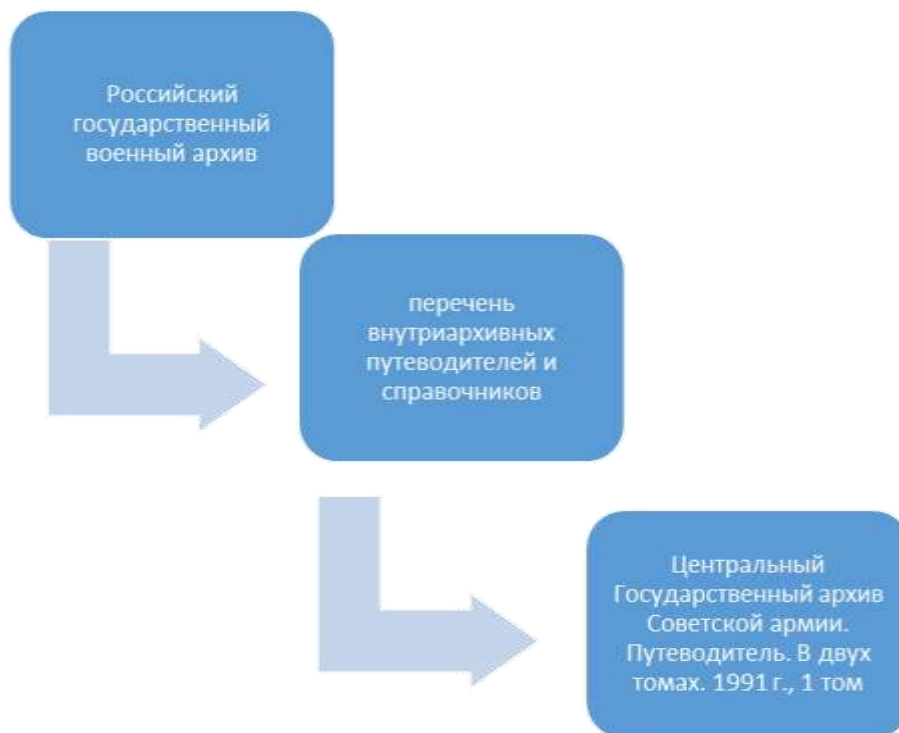 Российский
государственный
военный архив
перечень
внутриархивных
путеводителей и
справочников
Центральный
Государственный архив
Советской армии.
Путеводитель. В двух
томах. 1991 г., 1 том